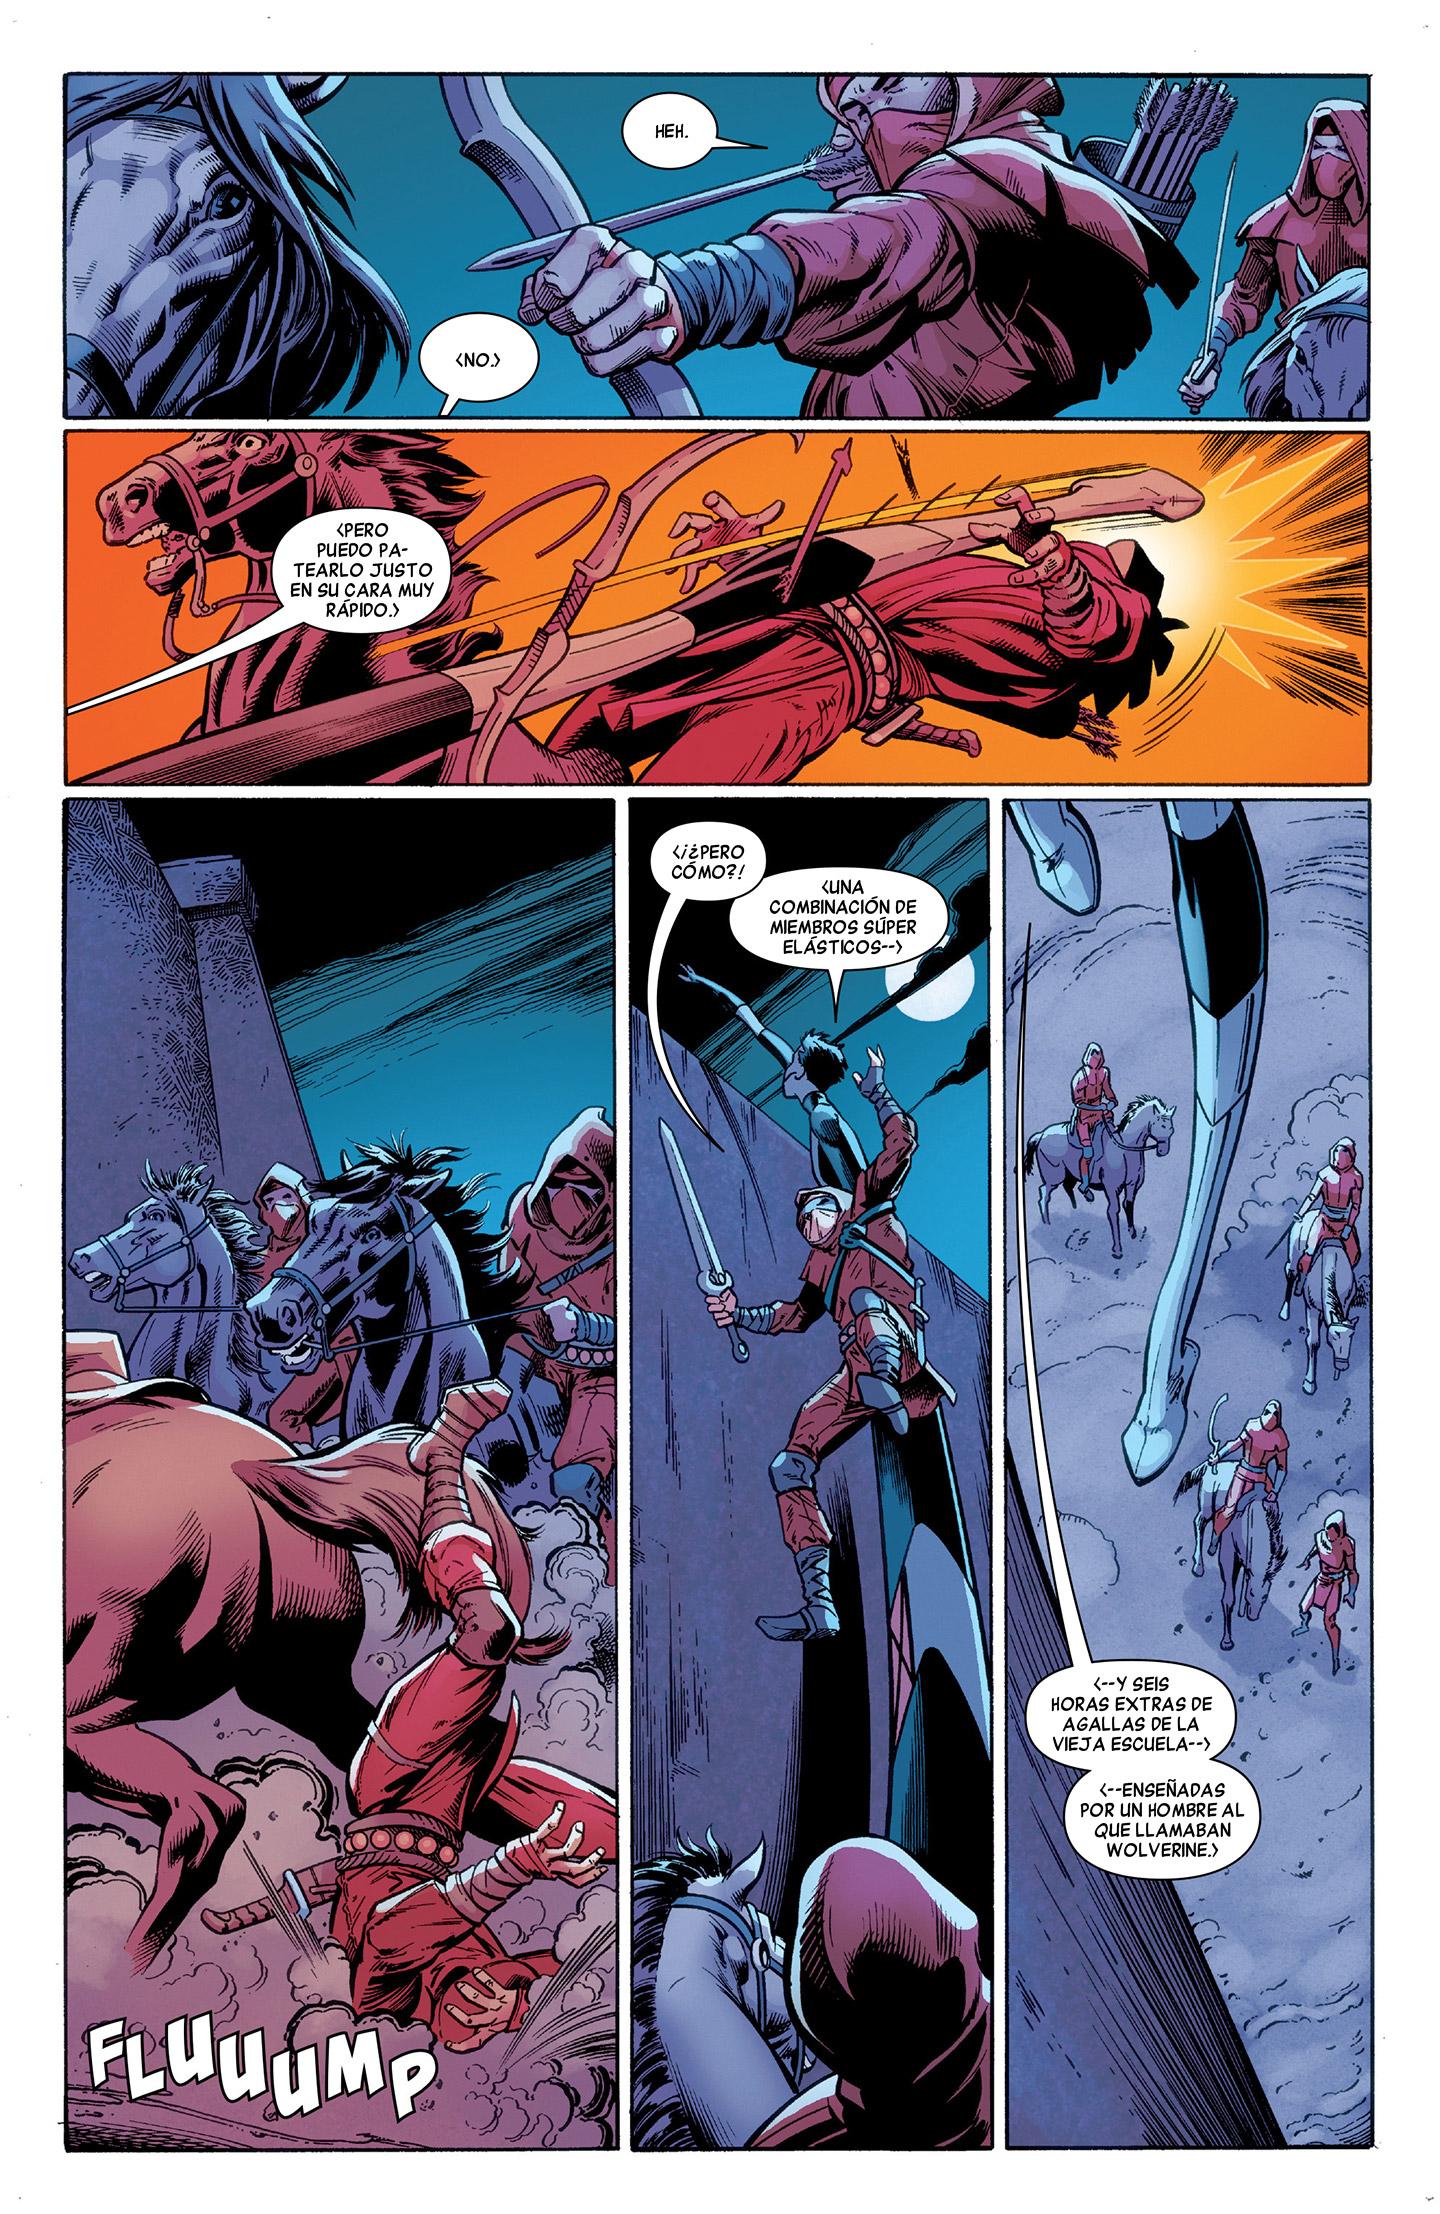 HEH.
<NO.>
<PERO
PUEDO PA-
TEARLO JUSTO
EN SU CARA MUY
RÁPIDO.>
<¡¿PERO
CÓMO?!
<UNA
COMBINACIÓN DE
MIEMBROS SÚPER
ELÁSTICOS-->
<--Y SEIS
HORAS EXTRAS DE
AGALLAS DE LA
VIEJA ESCUELA-->
<--ENSEÑADAS
POR UN HOMBRE AL
QUE LLAMABAN
WOLVERINE.>
FLUUUUMP